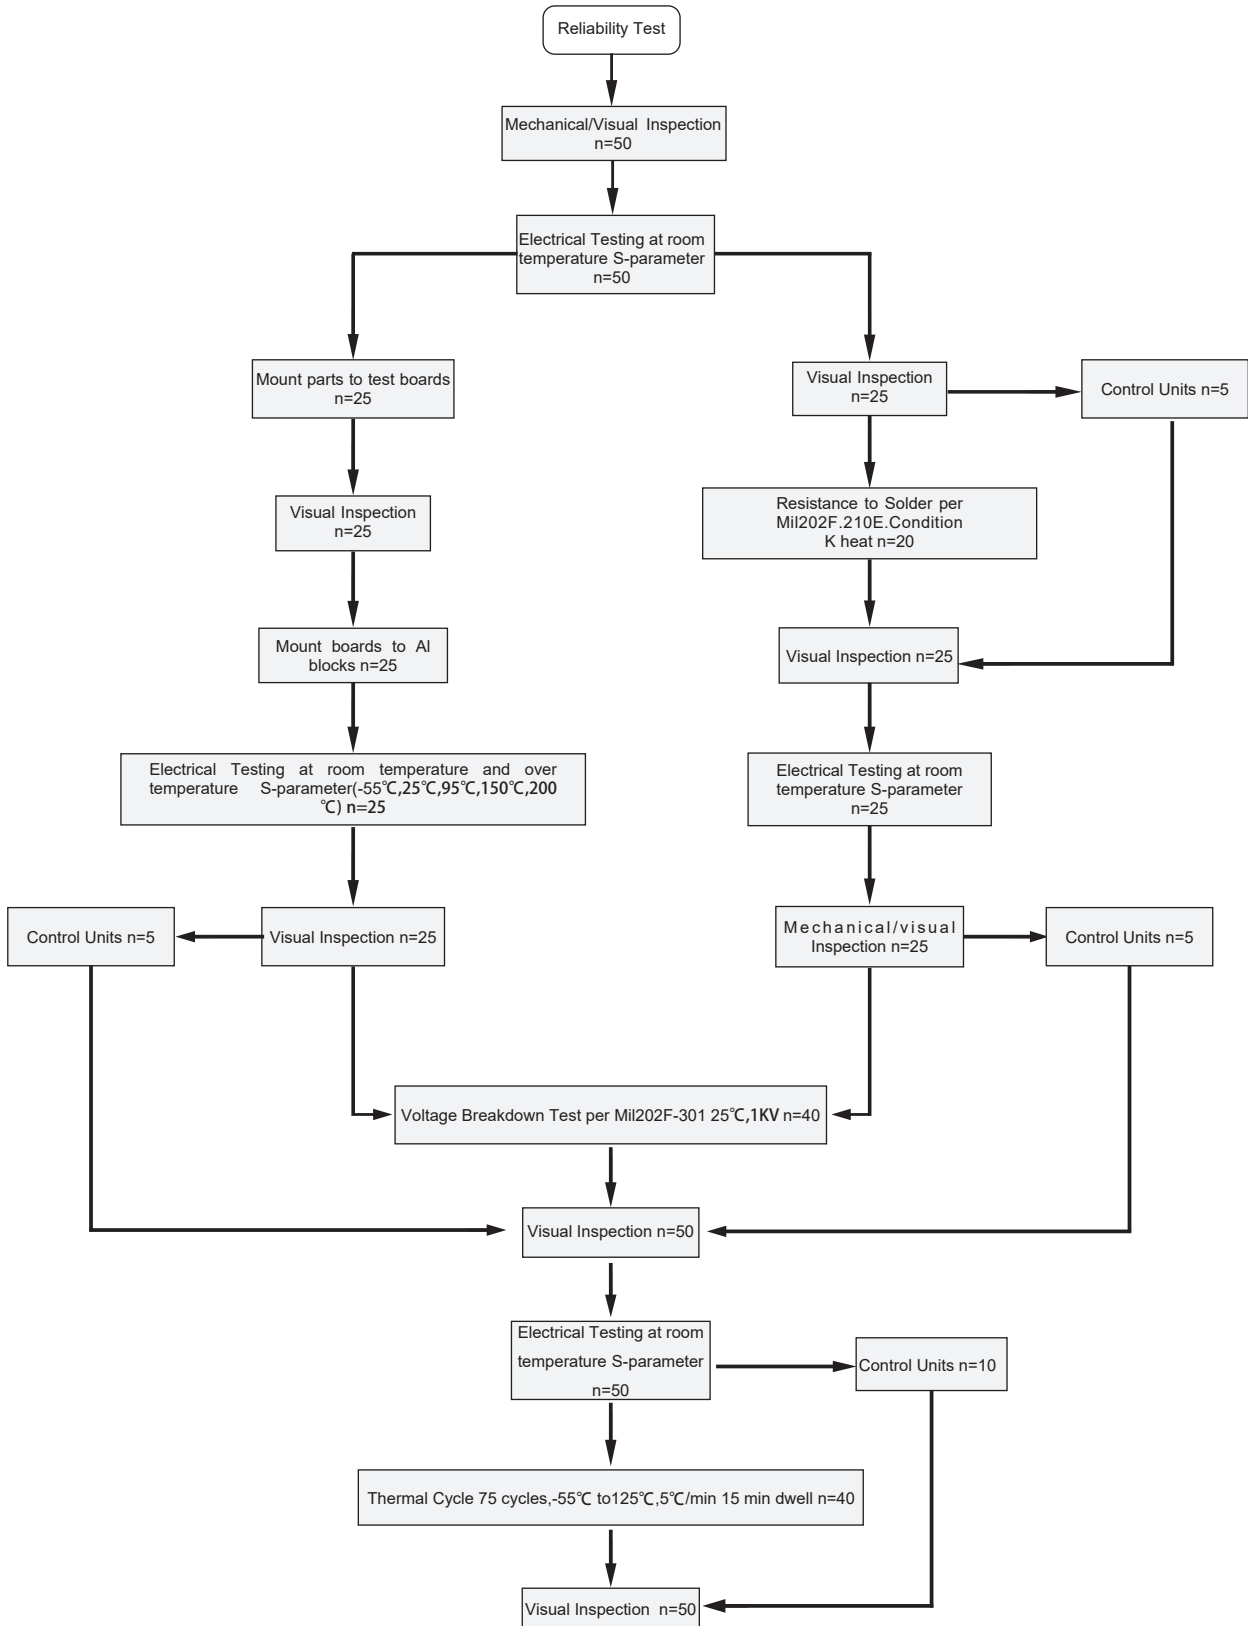 Reliability Test
Mechanical/Visual Inspection
n=50
Electrical Testing at room
temperature S-parameter
n=50
Mount parts to test boards
n=25
Visual Inspection
n=25
Control Units n=5
Visual Inspection
n=25
Resistance to Solder per
Mil202F.210E.Condition
K heat n=20
Mount boards to Al
blocks n=25
Visual Inspection n=25
Electrical Testing at room temperature and over
temperature S-parameter(-55℃,25℃,95℃,150℃,200
℃) n=25
Electrical Testing at room
temperature S-parameter
n=25
Control Units n=5
Visual Inspection n=25
Mechanical/visual
Inspection n=25
Control Units n=5
Voltage Breakdown Test per Mil202F-301 25℃,1KV n=40
Visual Inspection n=50
Electrical Testing at room
temperature S-parameter
n=50
Control Units n=10
Thermal Cycle 75 cycles,-55℃ to125℃,5℃/min 15 min dwell n=40
Visual Inspection n=50